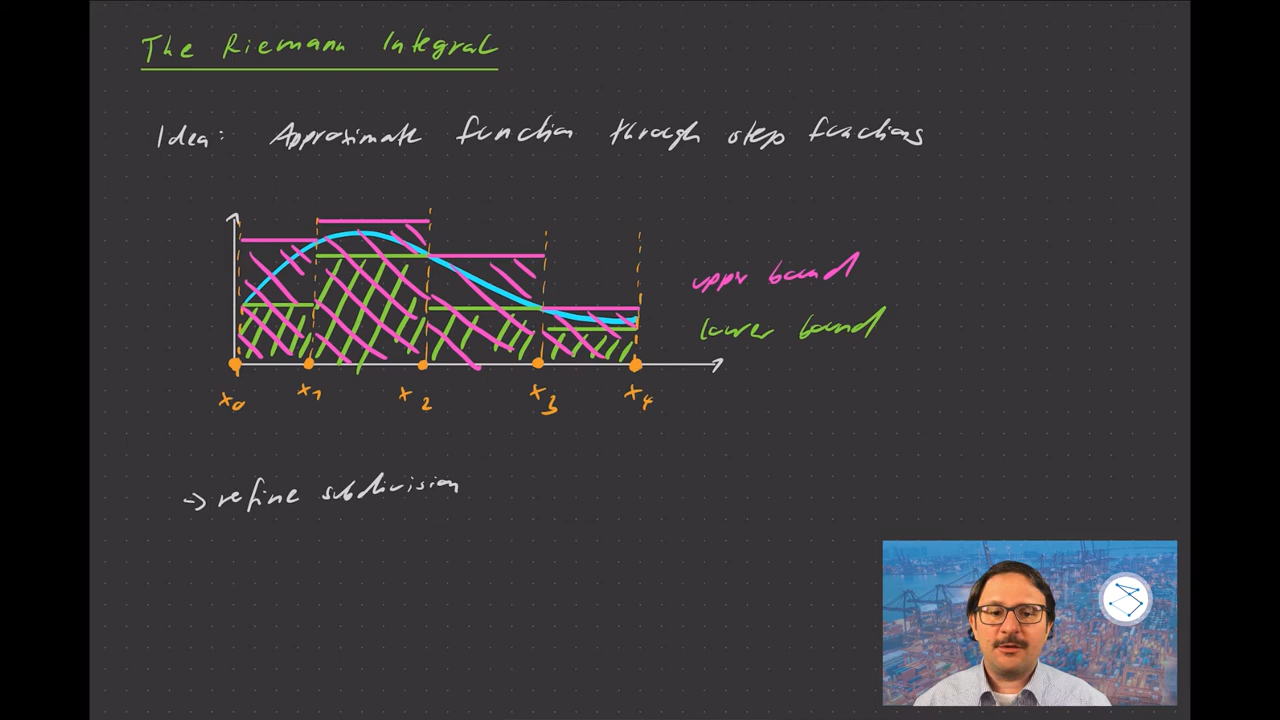 The Riemann Integral
Idea: Approximate function through step functions
upper bound
lower bound
x₀ x₁ x₂ x₃ x₄
→ refine subdivision